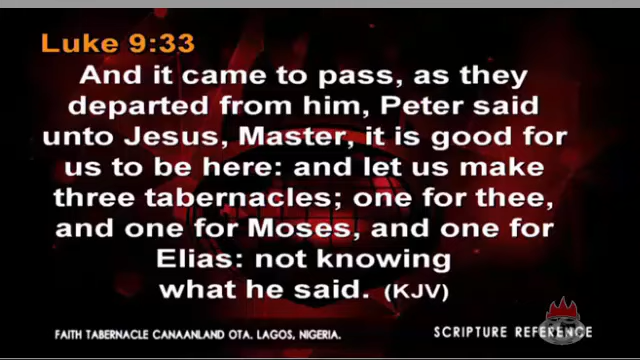 Luke 9:33
And it came to pass, as they
departed from him, Peter said
unto Jesus, Master, it is good for
us to be here: and let us make
three tabernacles; one for thee,
and one for Moses, and one for
Elias: not knowing
what he said. (KJV)
FAITH TABERNACLE CANAANLAND OTA. LAGOS, NIGERIA.
SCRIPTURE REFERENCE